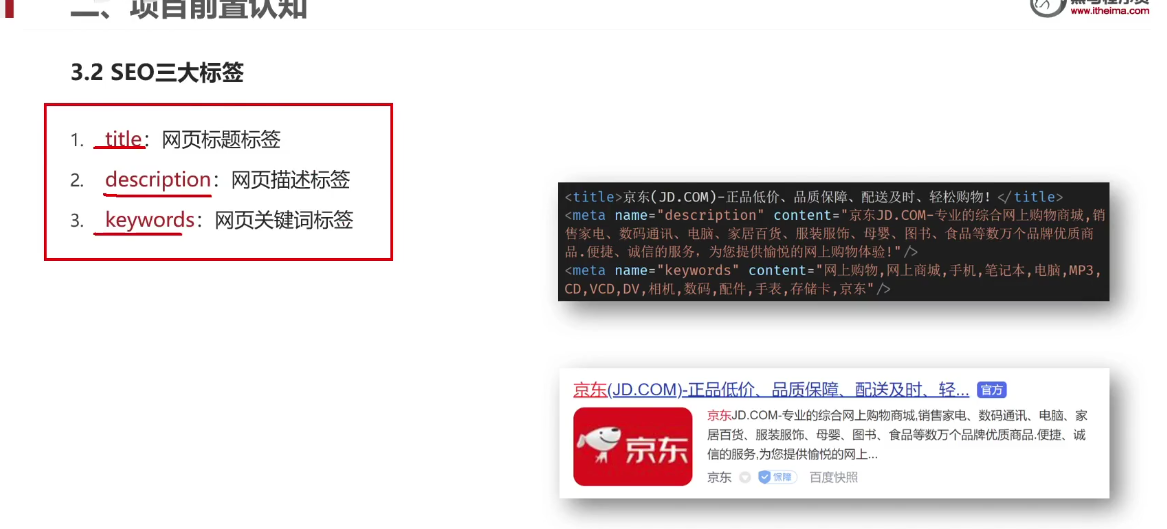 二、项目前置认知
黑马程序员
www.itheima.com
3.2 SEO三大标签
1. title：网页标题标签
2. description：网页描述标签
3. keywords：网页关键词标签
<title>京东(JD.COM)-正品低价、品质保障、配送及时、轻松购物！</title>
<meta name="description" content="京东JD.COM-专业的综合网上购物商城,销
售家电、数码通讯、电脑、家居百货、服装服饰、母婴、图书、食品等数万个品牌优质商
品.便捷、诚信的服务，为您提供愉悦的网上购物体验!"/>
<meta name="keywords" content="网上购物,网上商城,手机,笔记本,电脑,MP3,
CD,VCD,DV,相机,数码,配件,手表,存储卡,京东"/>
京东(JD.COM)-正品低价、品质保障、配送及时、轻... 官方
京东JD.COM-专业的综合网上购物商城,销售家电、数码通讯、电脑、家
居百货、服装服饰、母婴、图书、食品等数万个品牌优质商品.便捷、诚
信的服务,为您提供愉悦的网上...
京东
京东 保障 百度快照